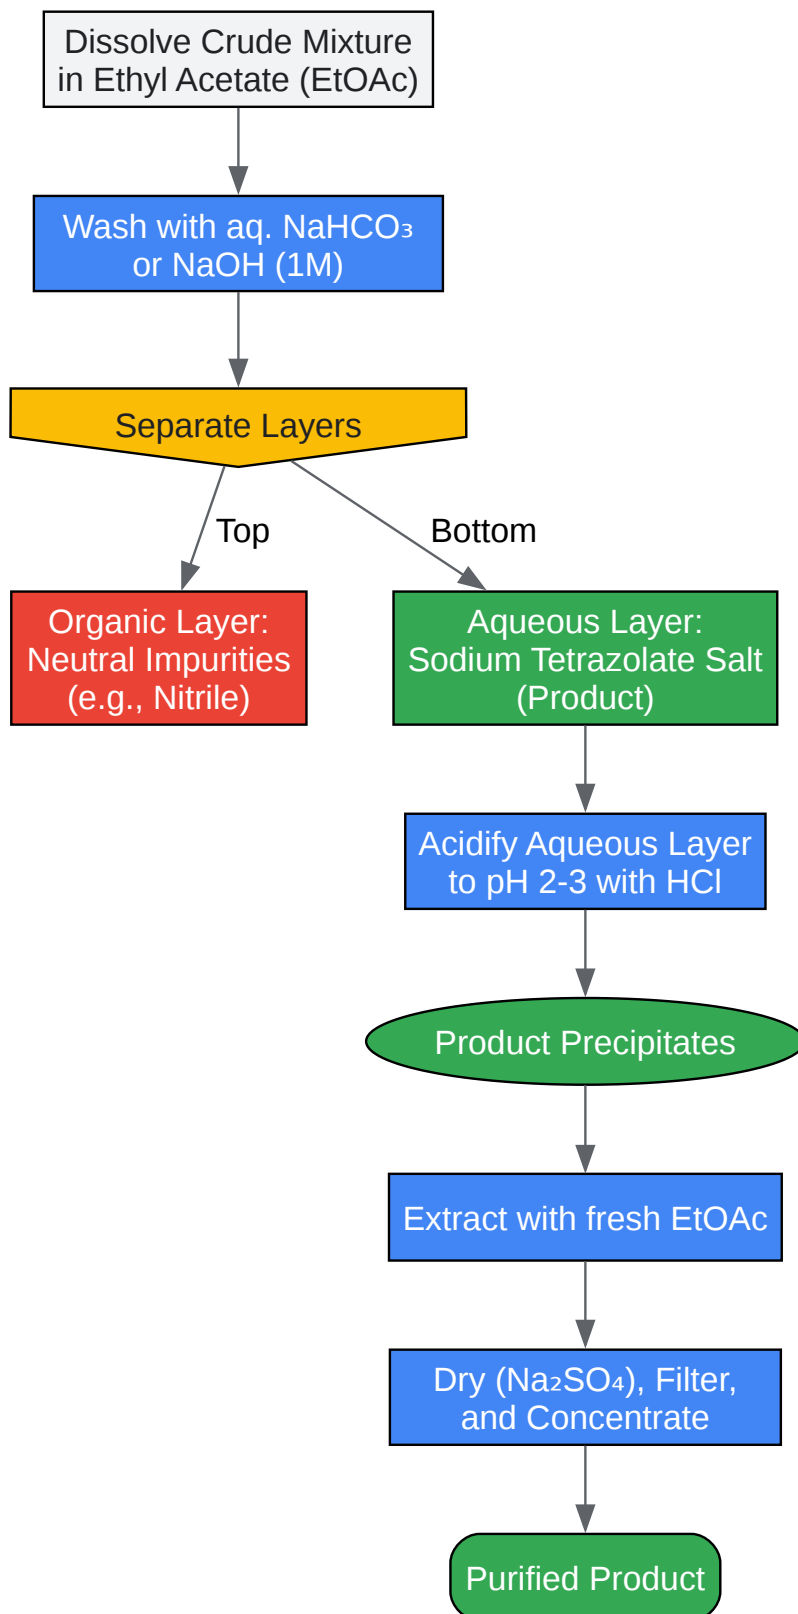 Dissolve Crude Mixture
in Ethyl Acetate (EtOAc)
Wash with aq. NaHCO₃
or NaOH (1M)
Separate Layers
Top
Bottom
Organic Layer:
Neutral Impurities
(e.g., Nitrile)
Aqueous Layer:
Sodium Tetrazolate Salt
(Product)
Acidify Aqueous Layer
to pH 2-3 with HCl
Product Precipitates
Extract with fresh EtOAc
Dry (Na₂SO₄), Filter,
and Concentrate
Purified Product